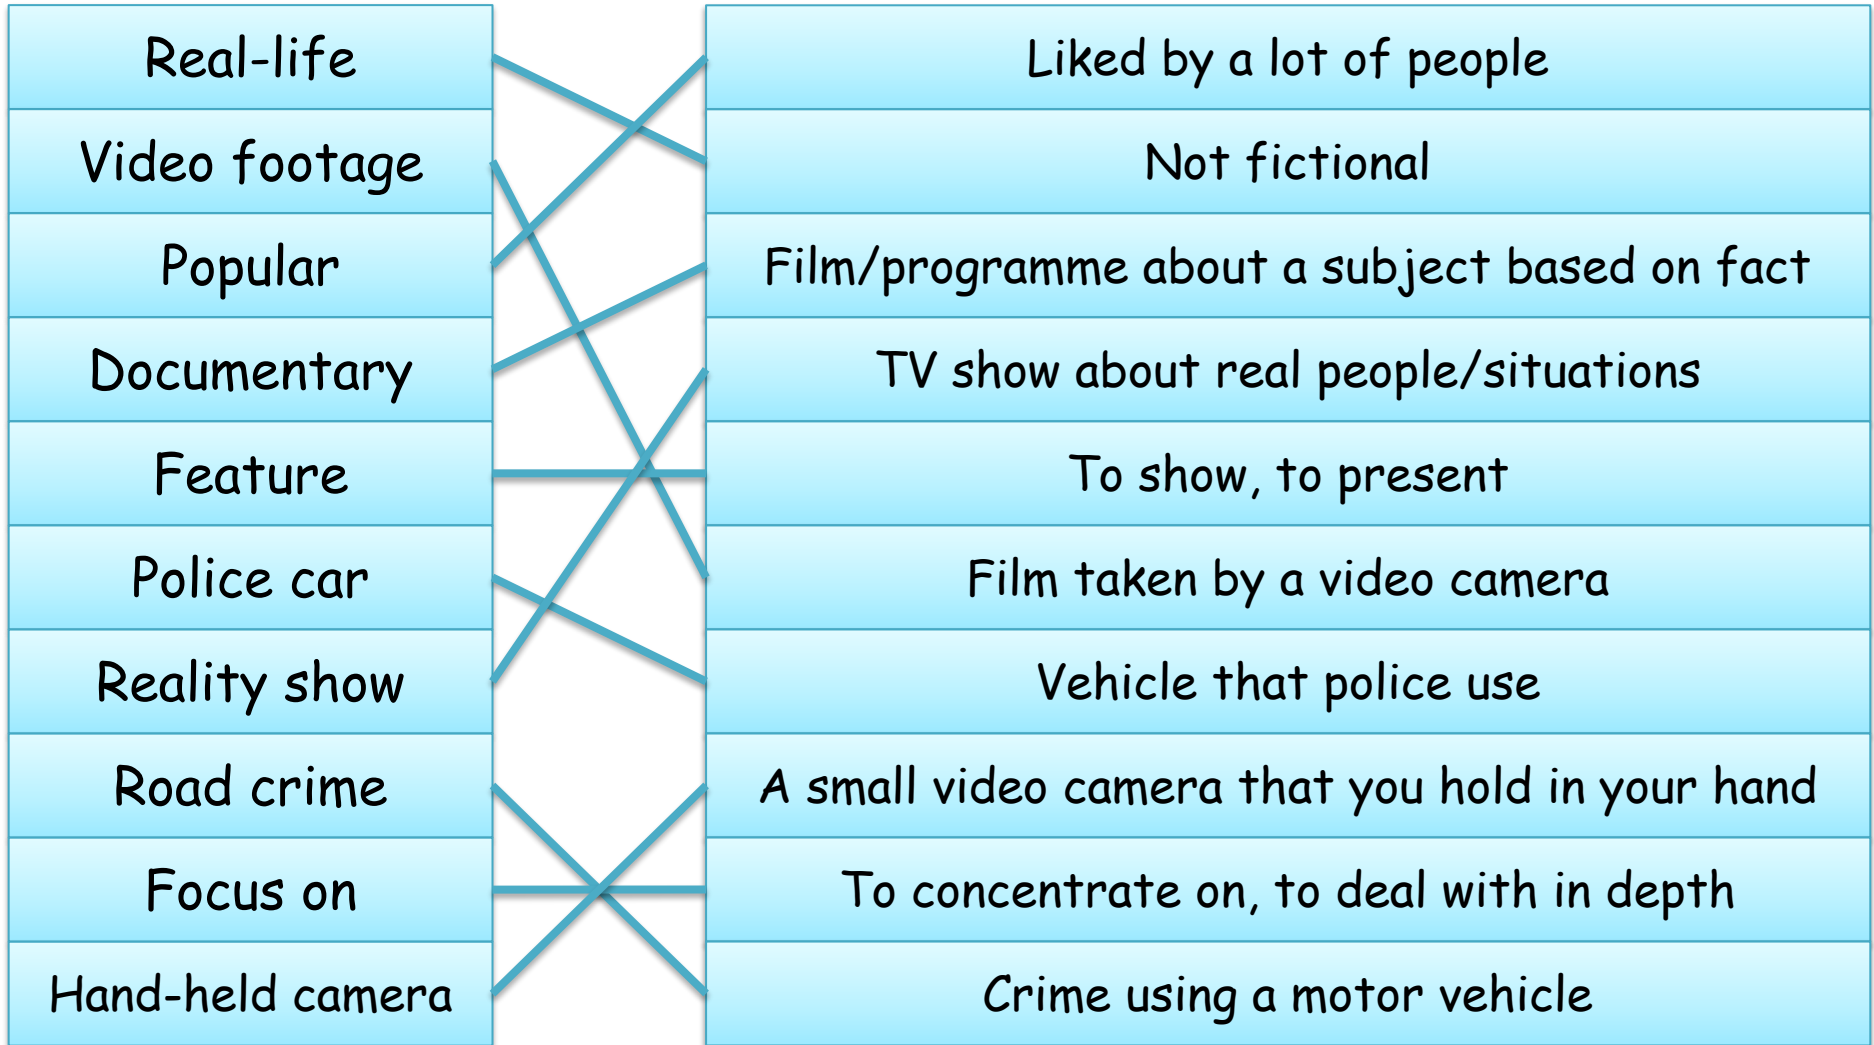 Real-life
Liked by a lot of people
Video footage
Not fictional
Popular
Film/programme about a subject based on fact
Documentary
TV show about real people/situations
Feature
To show, to present
Police car
Film taken by a video camera
Reality show
Vehicle that police use
Road crime
A small video camera that you hold in your hand
Focus on
To concentrate on, to deal with in depth
Hand-held camera
Crime using a motor vehicle